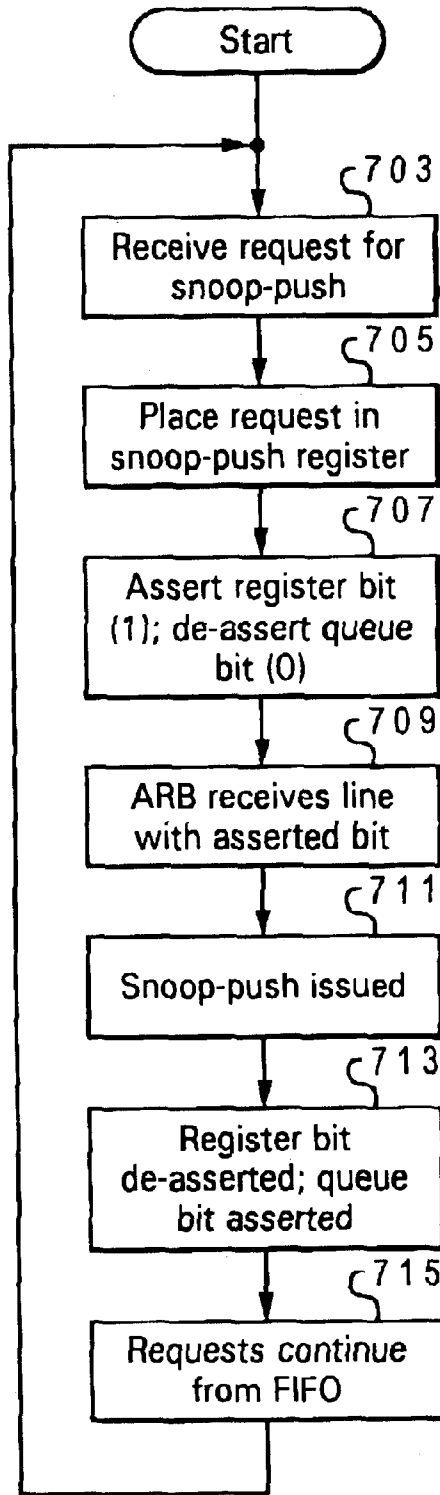 Start
703
Receive request for
snoop-push
705
Place request in
snoop-push register
707
Assert register bit
(1); de-assert queue
bit (0)
709
ARB receives line
with asserted bit
711
Snoop-push issued
713
Register bit
de-asserted; queue
bit asserted
715
Requests continue
from FIFO